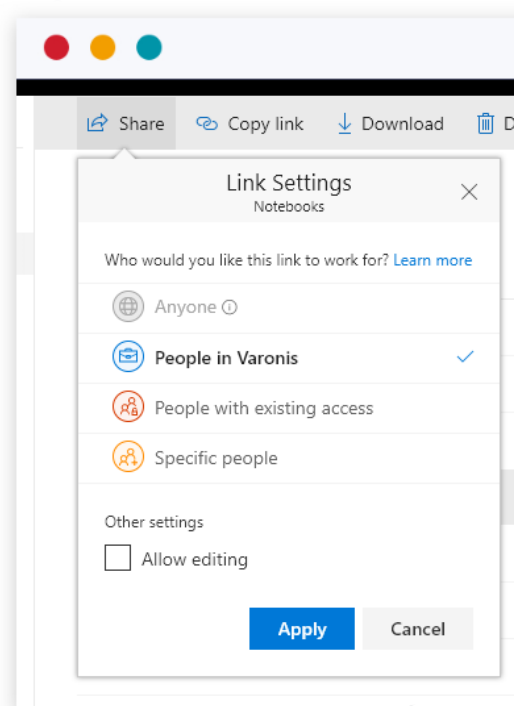 Share Copy link Download D
Link Settings
Notebooks
Who would you like this link to work for? Learn more
Anyone
People in Varonis
People with existing access
Specific people
Other settings
Allow editing
Apply Cancel